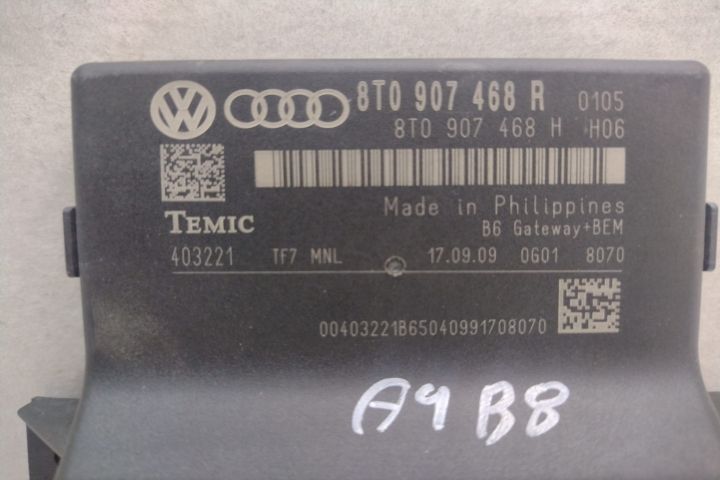 8T0 907 468 R 0105
8T0 907 468 H H06
TEMIC
Made in Philippines
B6 Gateway+BEM
403221 TF7 MNL 17.09.09 0601 8070
00403221B65040991708070
A4 B8